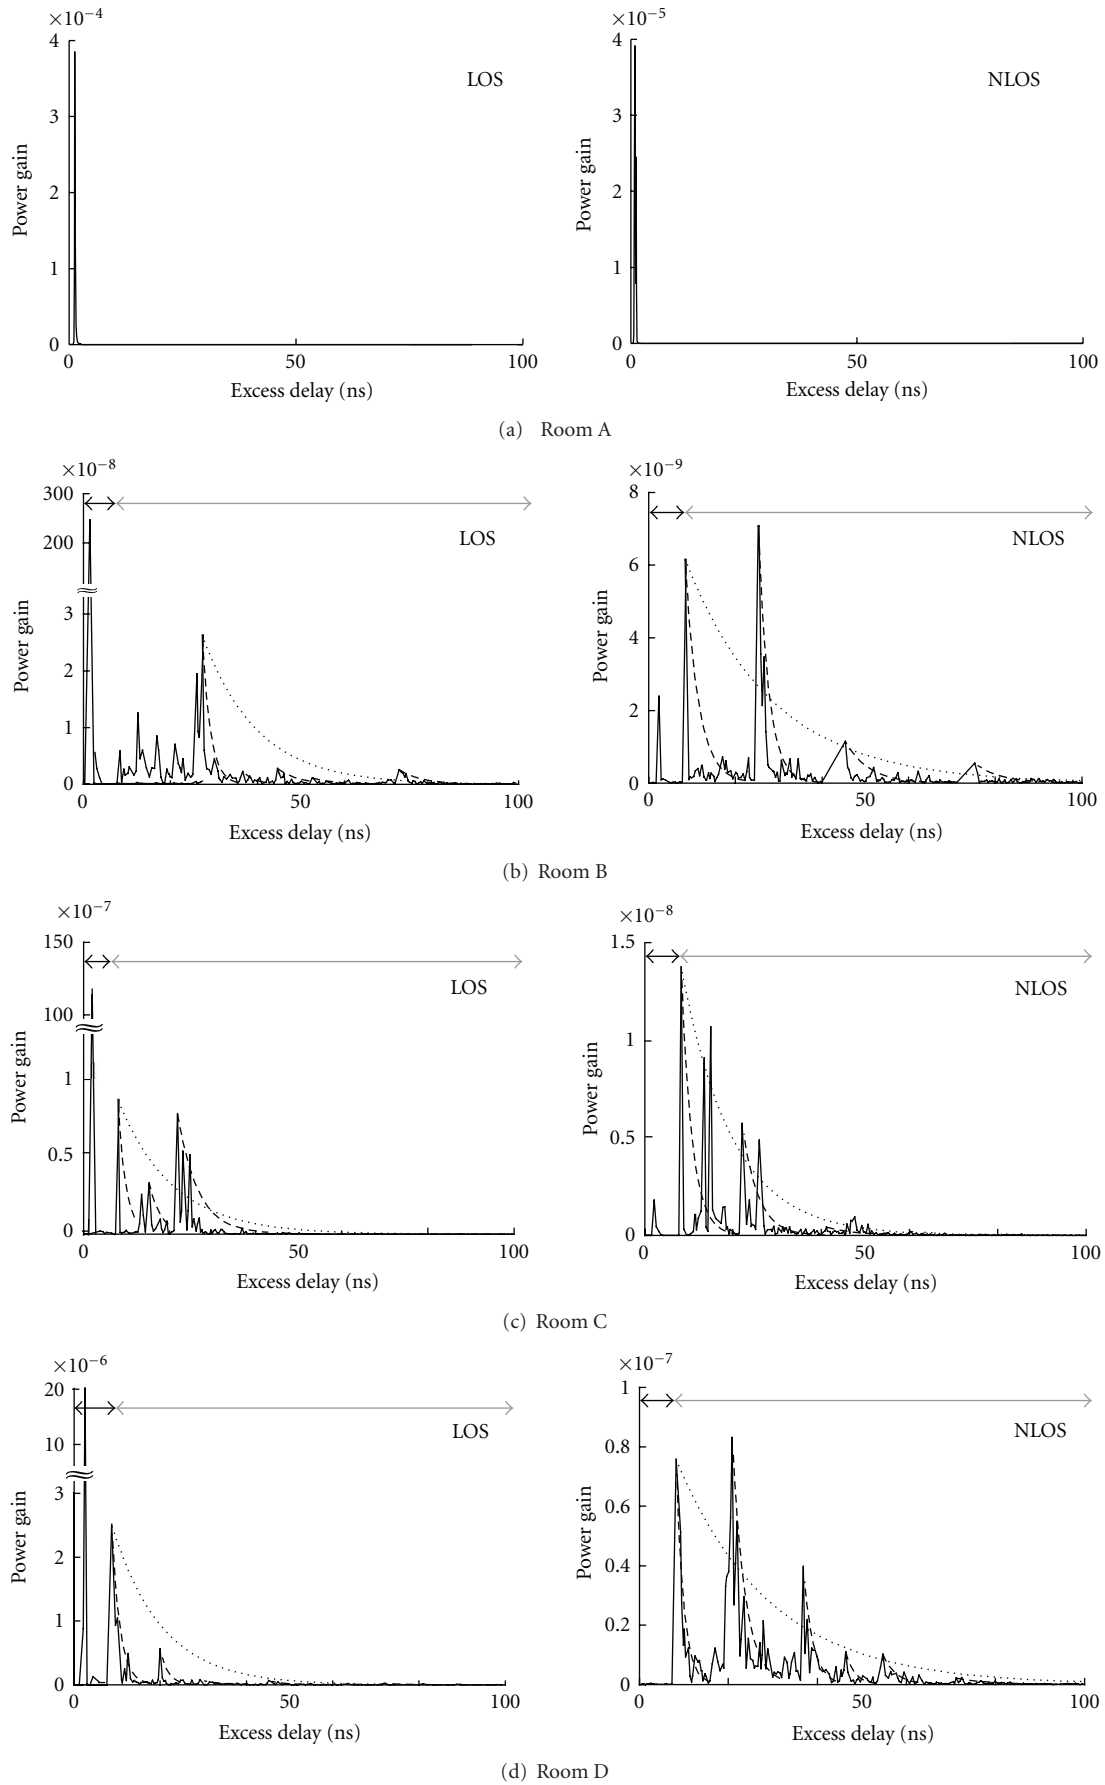 ×10−4
4
3
2
1
0
Power gain
LOS
0 50 100
Excess delay (ns)
×10−5
4
3
2
1
0
Power gain
NLOS
0 50 100
Excess delay (ns)
(a) Room A
×10−8
300
200
3
2
1
0
Power gain
LOS
0 50 100
Excess delay (ns)
×10−9
8
6
4
2
0
Power gain
NLOS
0 50 100
Excess delay (ns)
(b) Room B
×10−7
150
100
1
0.5
0
Power gain
LOS
0 50 100
Excess delay (ns)
×10−8
1.5
1
0.5
0
Power gain
NLOS
0 50 100
Excess delay (ns)
(c) Room C
×10−6
20
10
3
2
1
0
Power gain
LOS
0 50 100
Excess delay (ns)
×10−7
1
0.8
0.6
0.4
0.2
0
Power gain
NLOS
0 50 100
Excess delay (ns)
(d) Room D